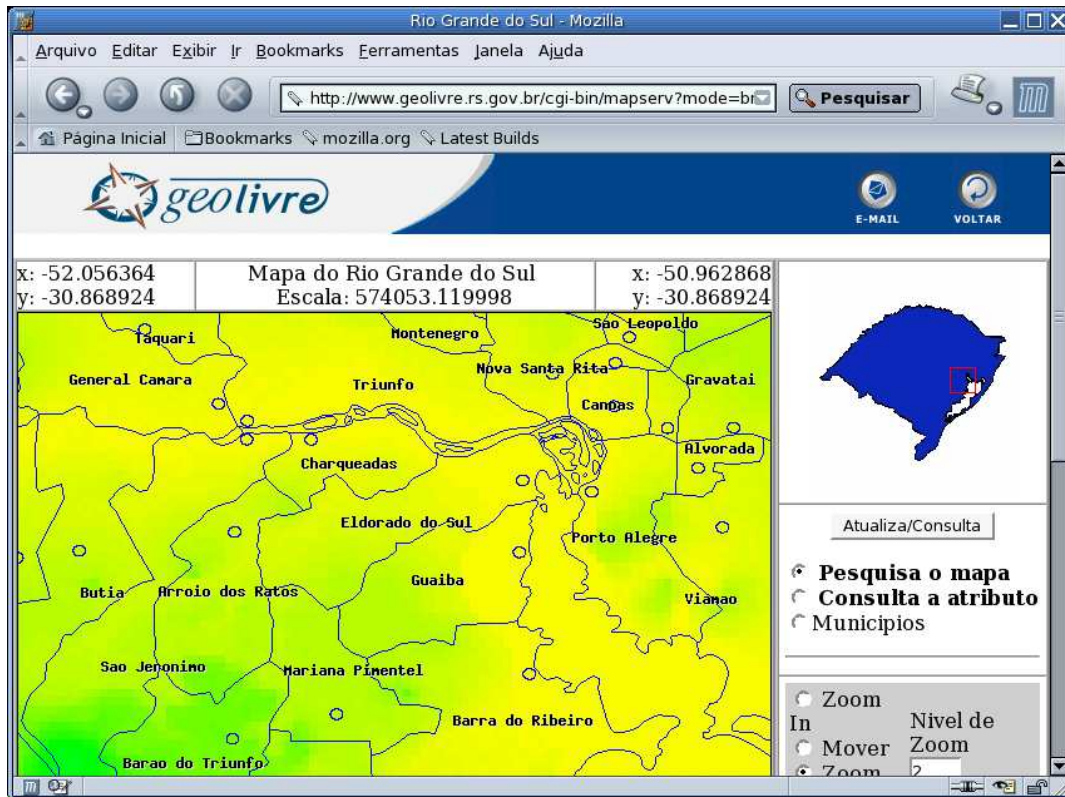 Rio Grande do Sul - Mozilla
Arquivo Editar Exibir Ir Bookmarks Ferramentas Janela Ajuda
http://www.geolivre.rs.gov.br/cgi-bin/mapserv?mode=br
Pesquisar
Página Inicial Bookmarks mozilla.org Latest Builds
geolivre
E-MAIL VOLTAR
x: -52.056364
y: -30.868924
Mapa do Rio Grande do Sul
Escala: 574053.119998
x: -50.962868
y: -30.868924
Taquari
Montenegro
Sao Leopoldo
General Camara
Triunfo
Nova Santa Rita
Gravatai
Canoas
Charqueadas
Alvorada
Eldorado do Sul
Porto Alegre
Butia
Arroio dos Ratos
Guaiba
Viamao
Sao Jeronimo
Mariana Pimentel
Barra do Ribeiro
Barao do Triunfo
Atualiza/Consulta
Pesquisa o mapa
Consulta a atributo
Municipios
Zoom
In
Mover
Zoom
Nivel de
Zoom
2